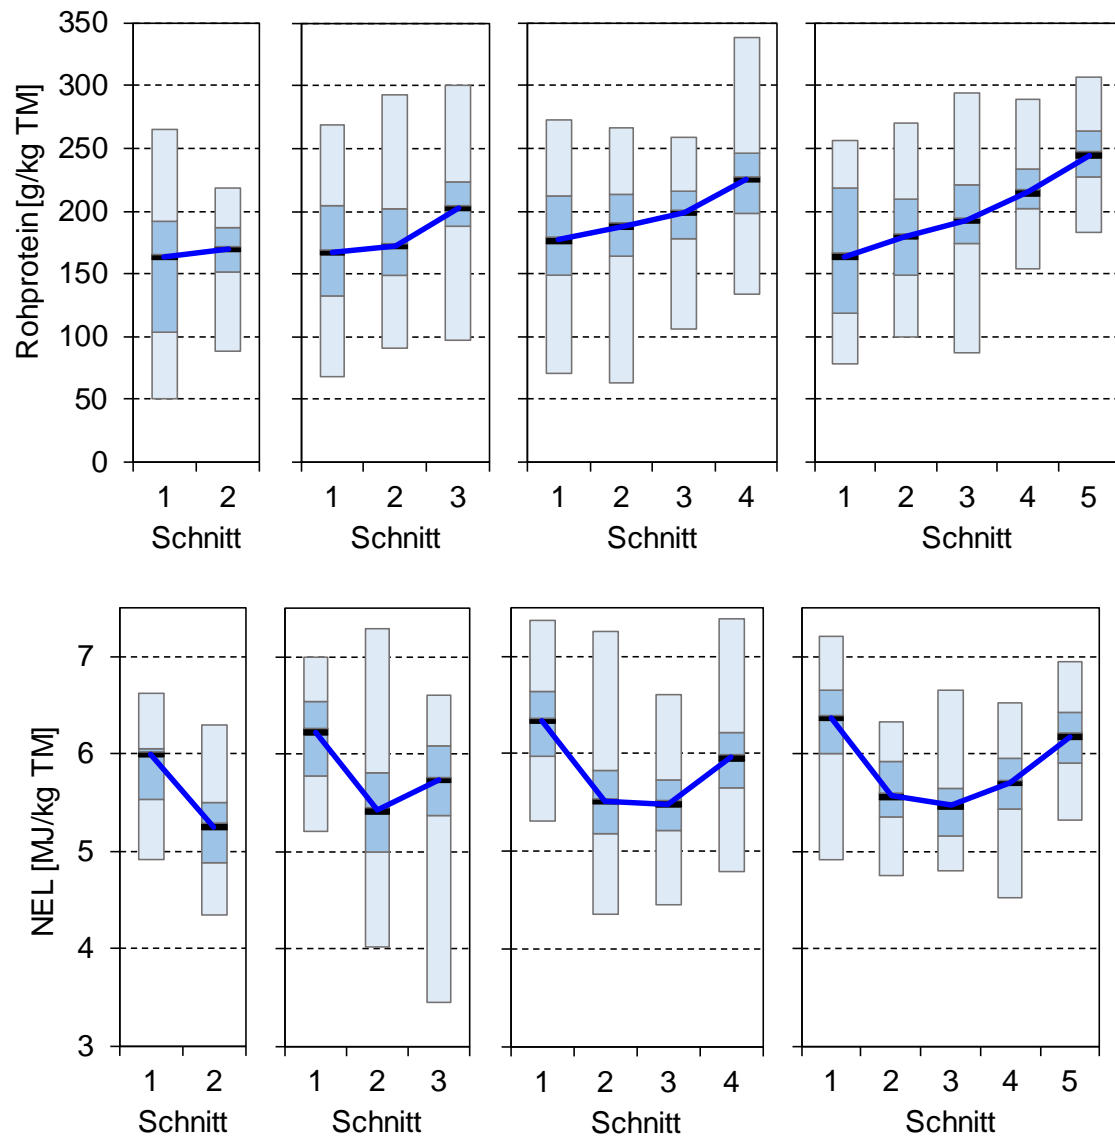 Rohprotein [g/kg TM]
350
300
250
200
150
100
50
0
1 2
1 2 3
1 2 3 4
1 2 3 4 5
Schnitt
Schnitt
Schnitt
Schnitt
NEL [MJ/kg TM]
7
6
5
4
3
1 2
1 2 3
1 2 3 4
1 2 3 4 5
Schnitt
Schnitt
Schnitt
Schnitt